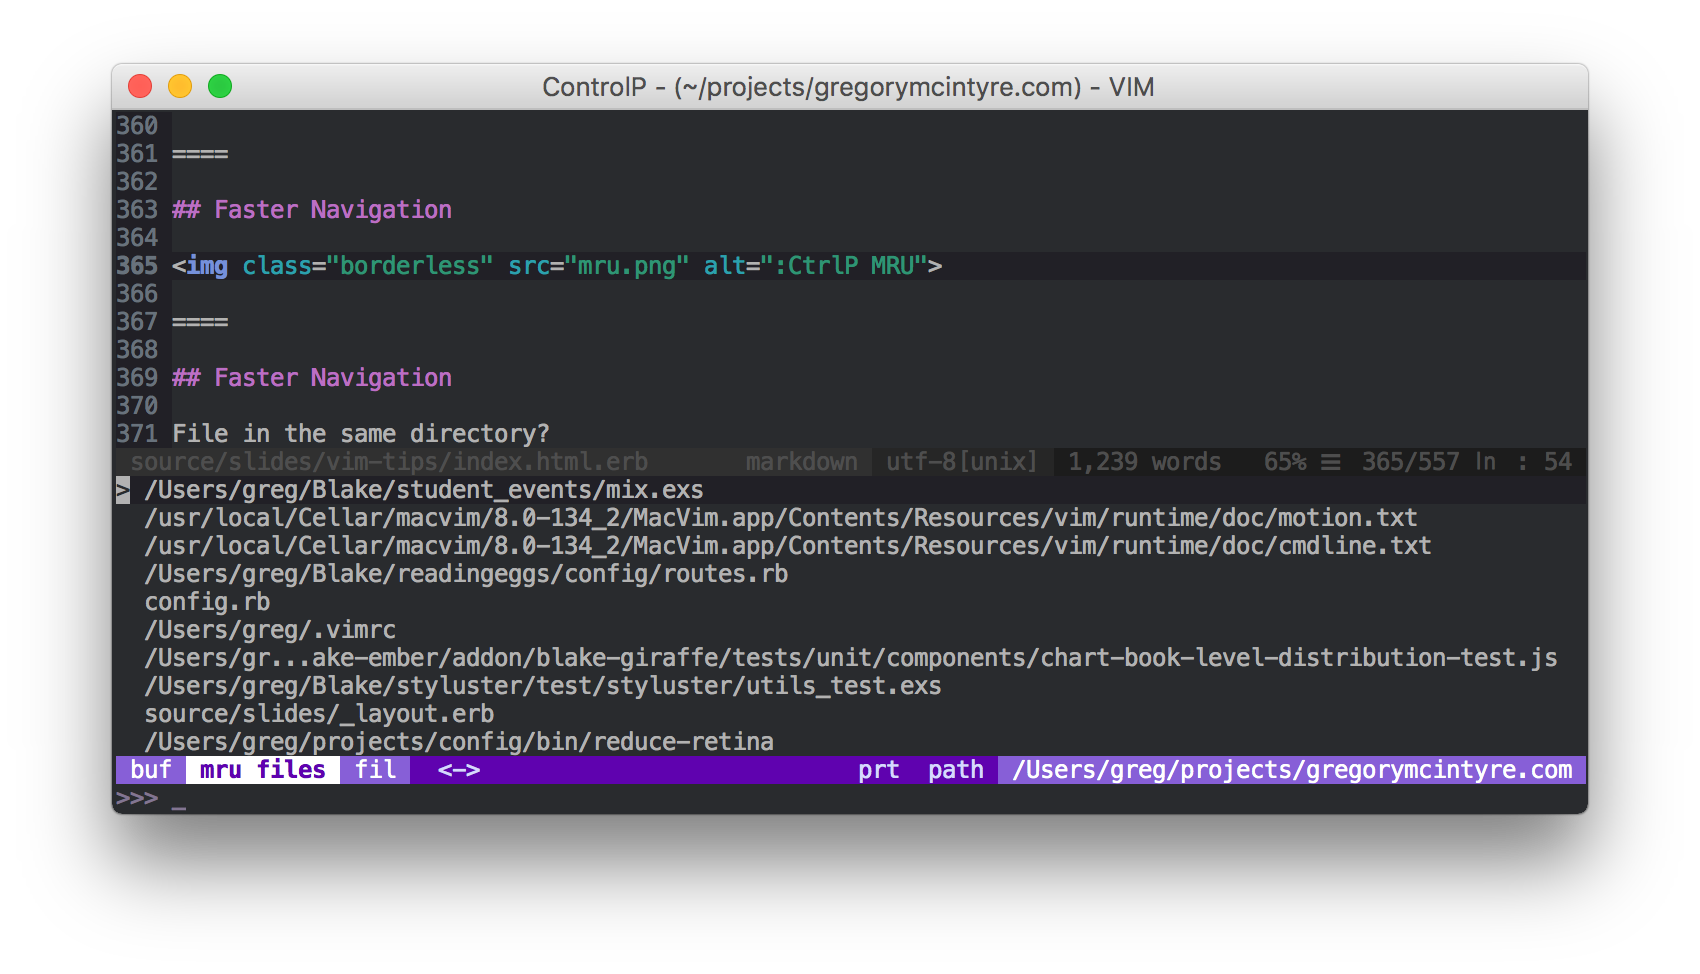 ControlP - (~/projects/gregorymcintyre.com) - VIM
360
361 ====
362
363 ## Faster Navigation
364
365 <img class="borderless" src="mru.png" alt=":CtrlP MRU">
366
367 ====
368
369 ## Faster Navigation
370
371 File in the same directory?
source/slides/vim-tips/index.html.erb markdown utf-8[unix] 1,239 words 65% ☰ 365/557 ln : 54
> /Users/greg/Blake/student_events/mix.exs
/usr/local/Cellar/macvim/8.0-134_2/MacVim.app/Contents/Resources/vim/runtime/doc/motion.txt
/usr/local/Cellar/macvim/8.0-134_2/MacVim.app/Contents/Resources/vim/runtime/doc/cmdline.txt
/Users/greg/Blake/readingeggs/config/routes.rb
config.rb
/Users/greg/.vimrc
/Users/gr...ake-ember/addon/blake-giraffe/tests/unit/components/chart-book-level-distribution-test.js
/Users/greg/Blake/styluster/test/styluster/utils_test.exs
source/slides/_layout.erb
/Users/greg/projects/config/bin/reduce-retina
buf mru files fil <-> prt path /Users/greg/projects/gregorymcintyre.com
>>> _